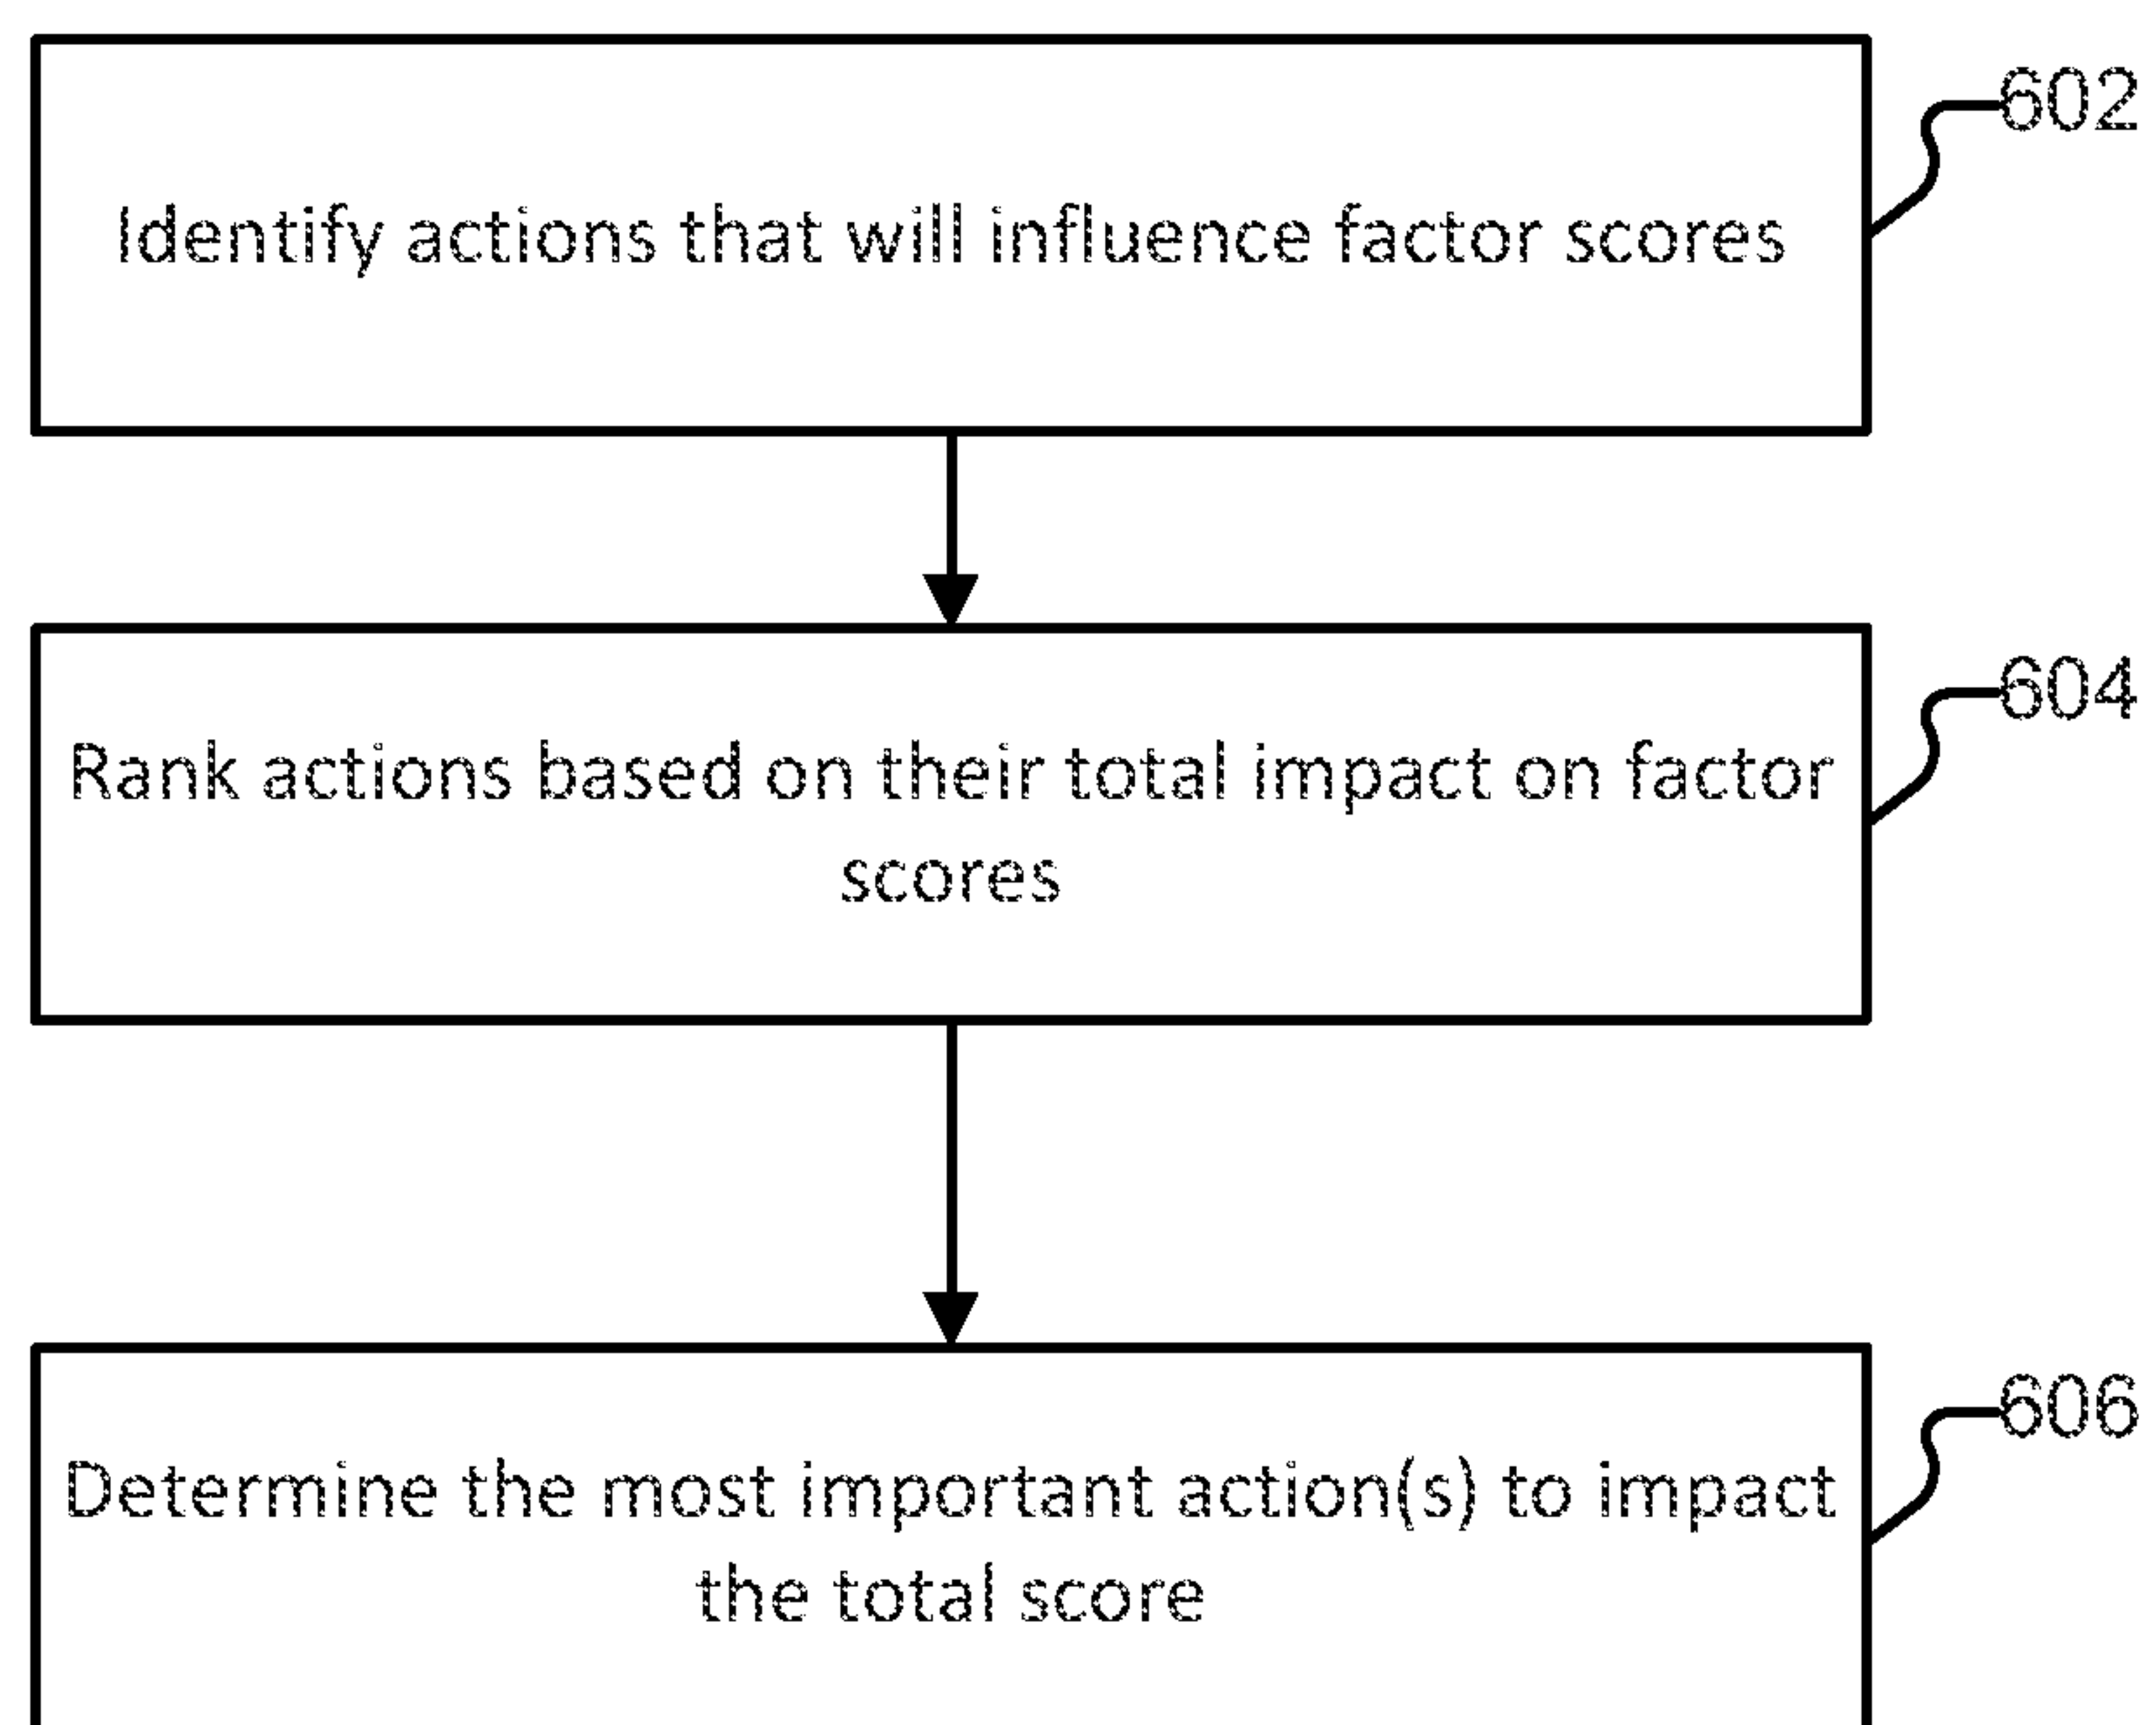 602
Identify actions that will influence factor scores
604
Rank actions based on their total impact on factor
scores
606
Determine the most important action(s) to impact
the total score